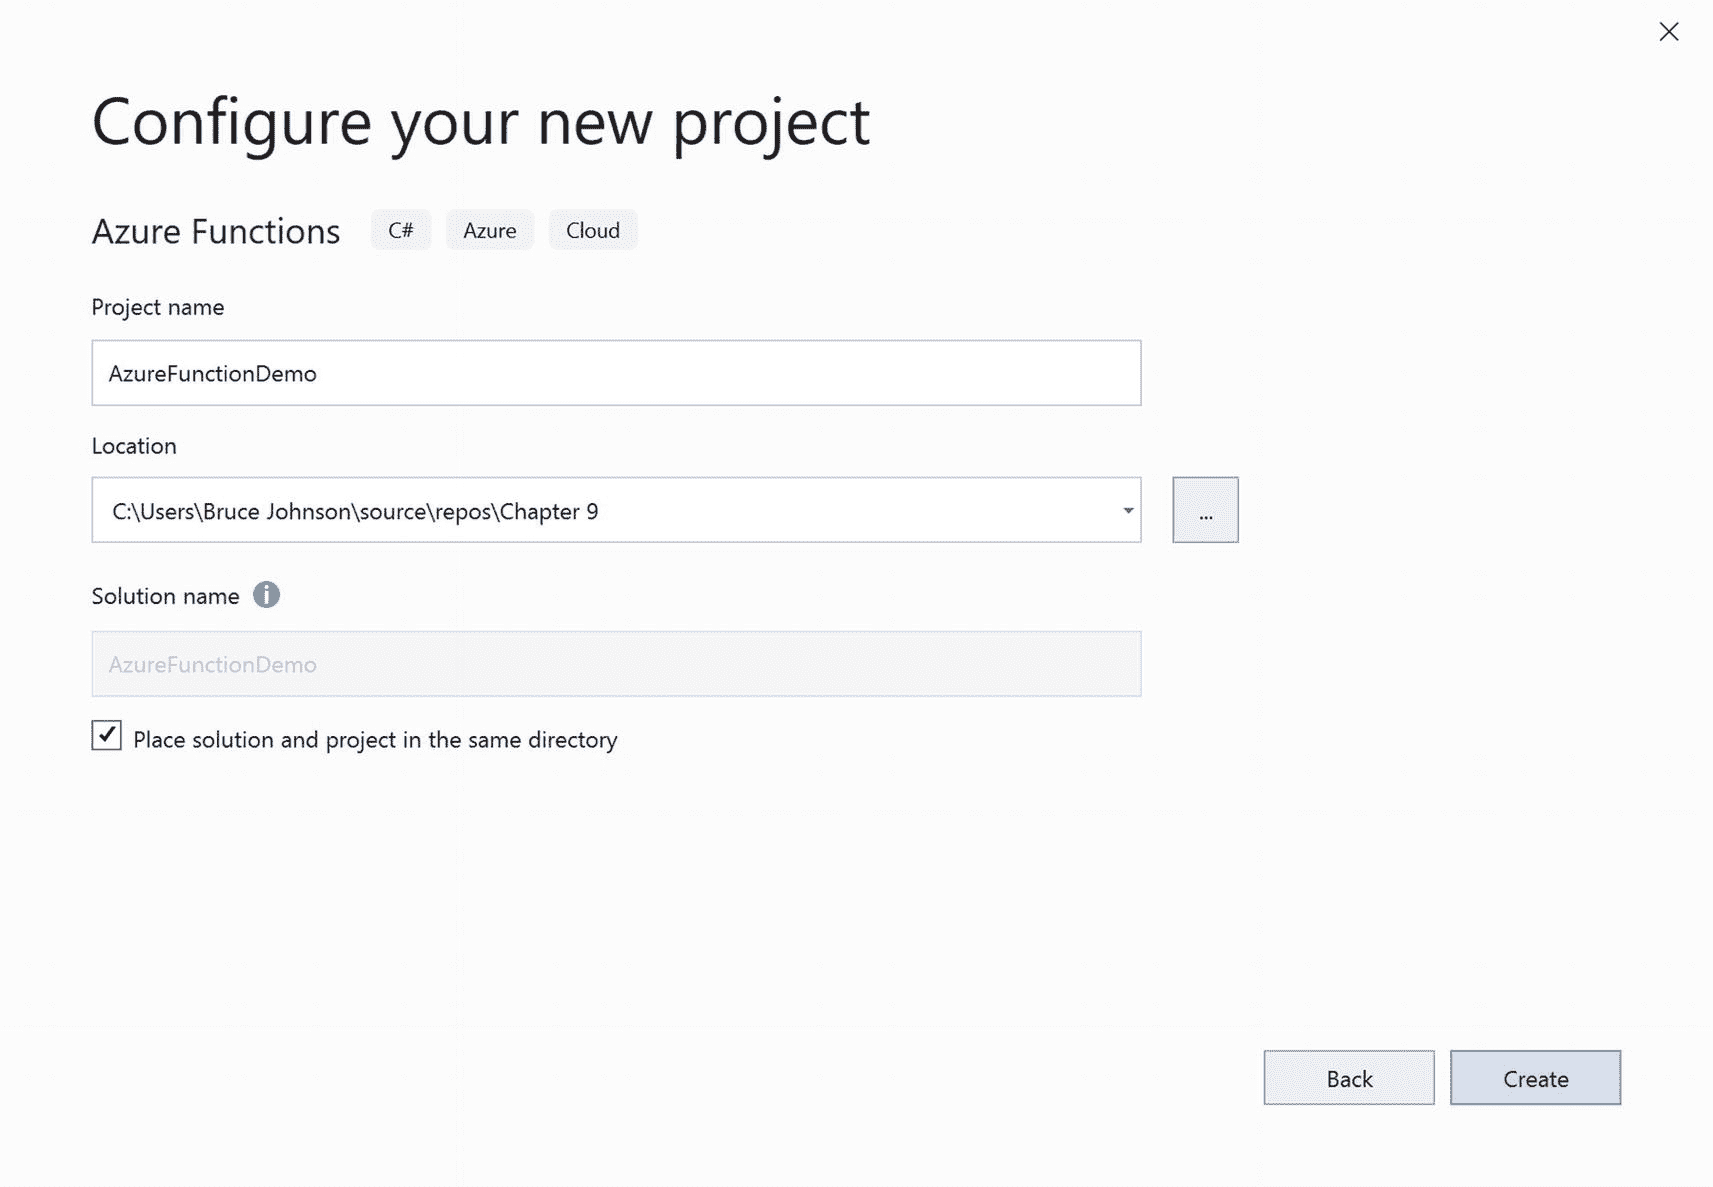 Configure your new project
Azure Functions C# Azure Cloud
Project name
AzureFunctionDemo
Location
C:\Users\Bruce Johnson\source\repos\Chapter 9
...
Solution name
AzureFunctionDemo
Place solution and project in the same directory
Back Create